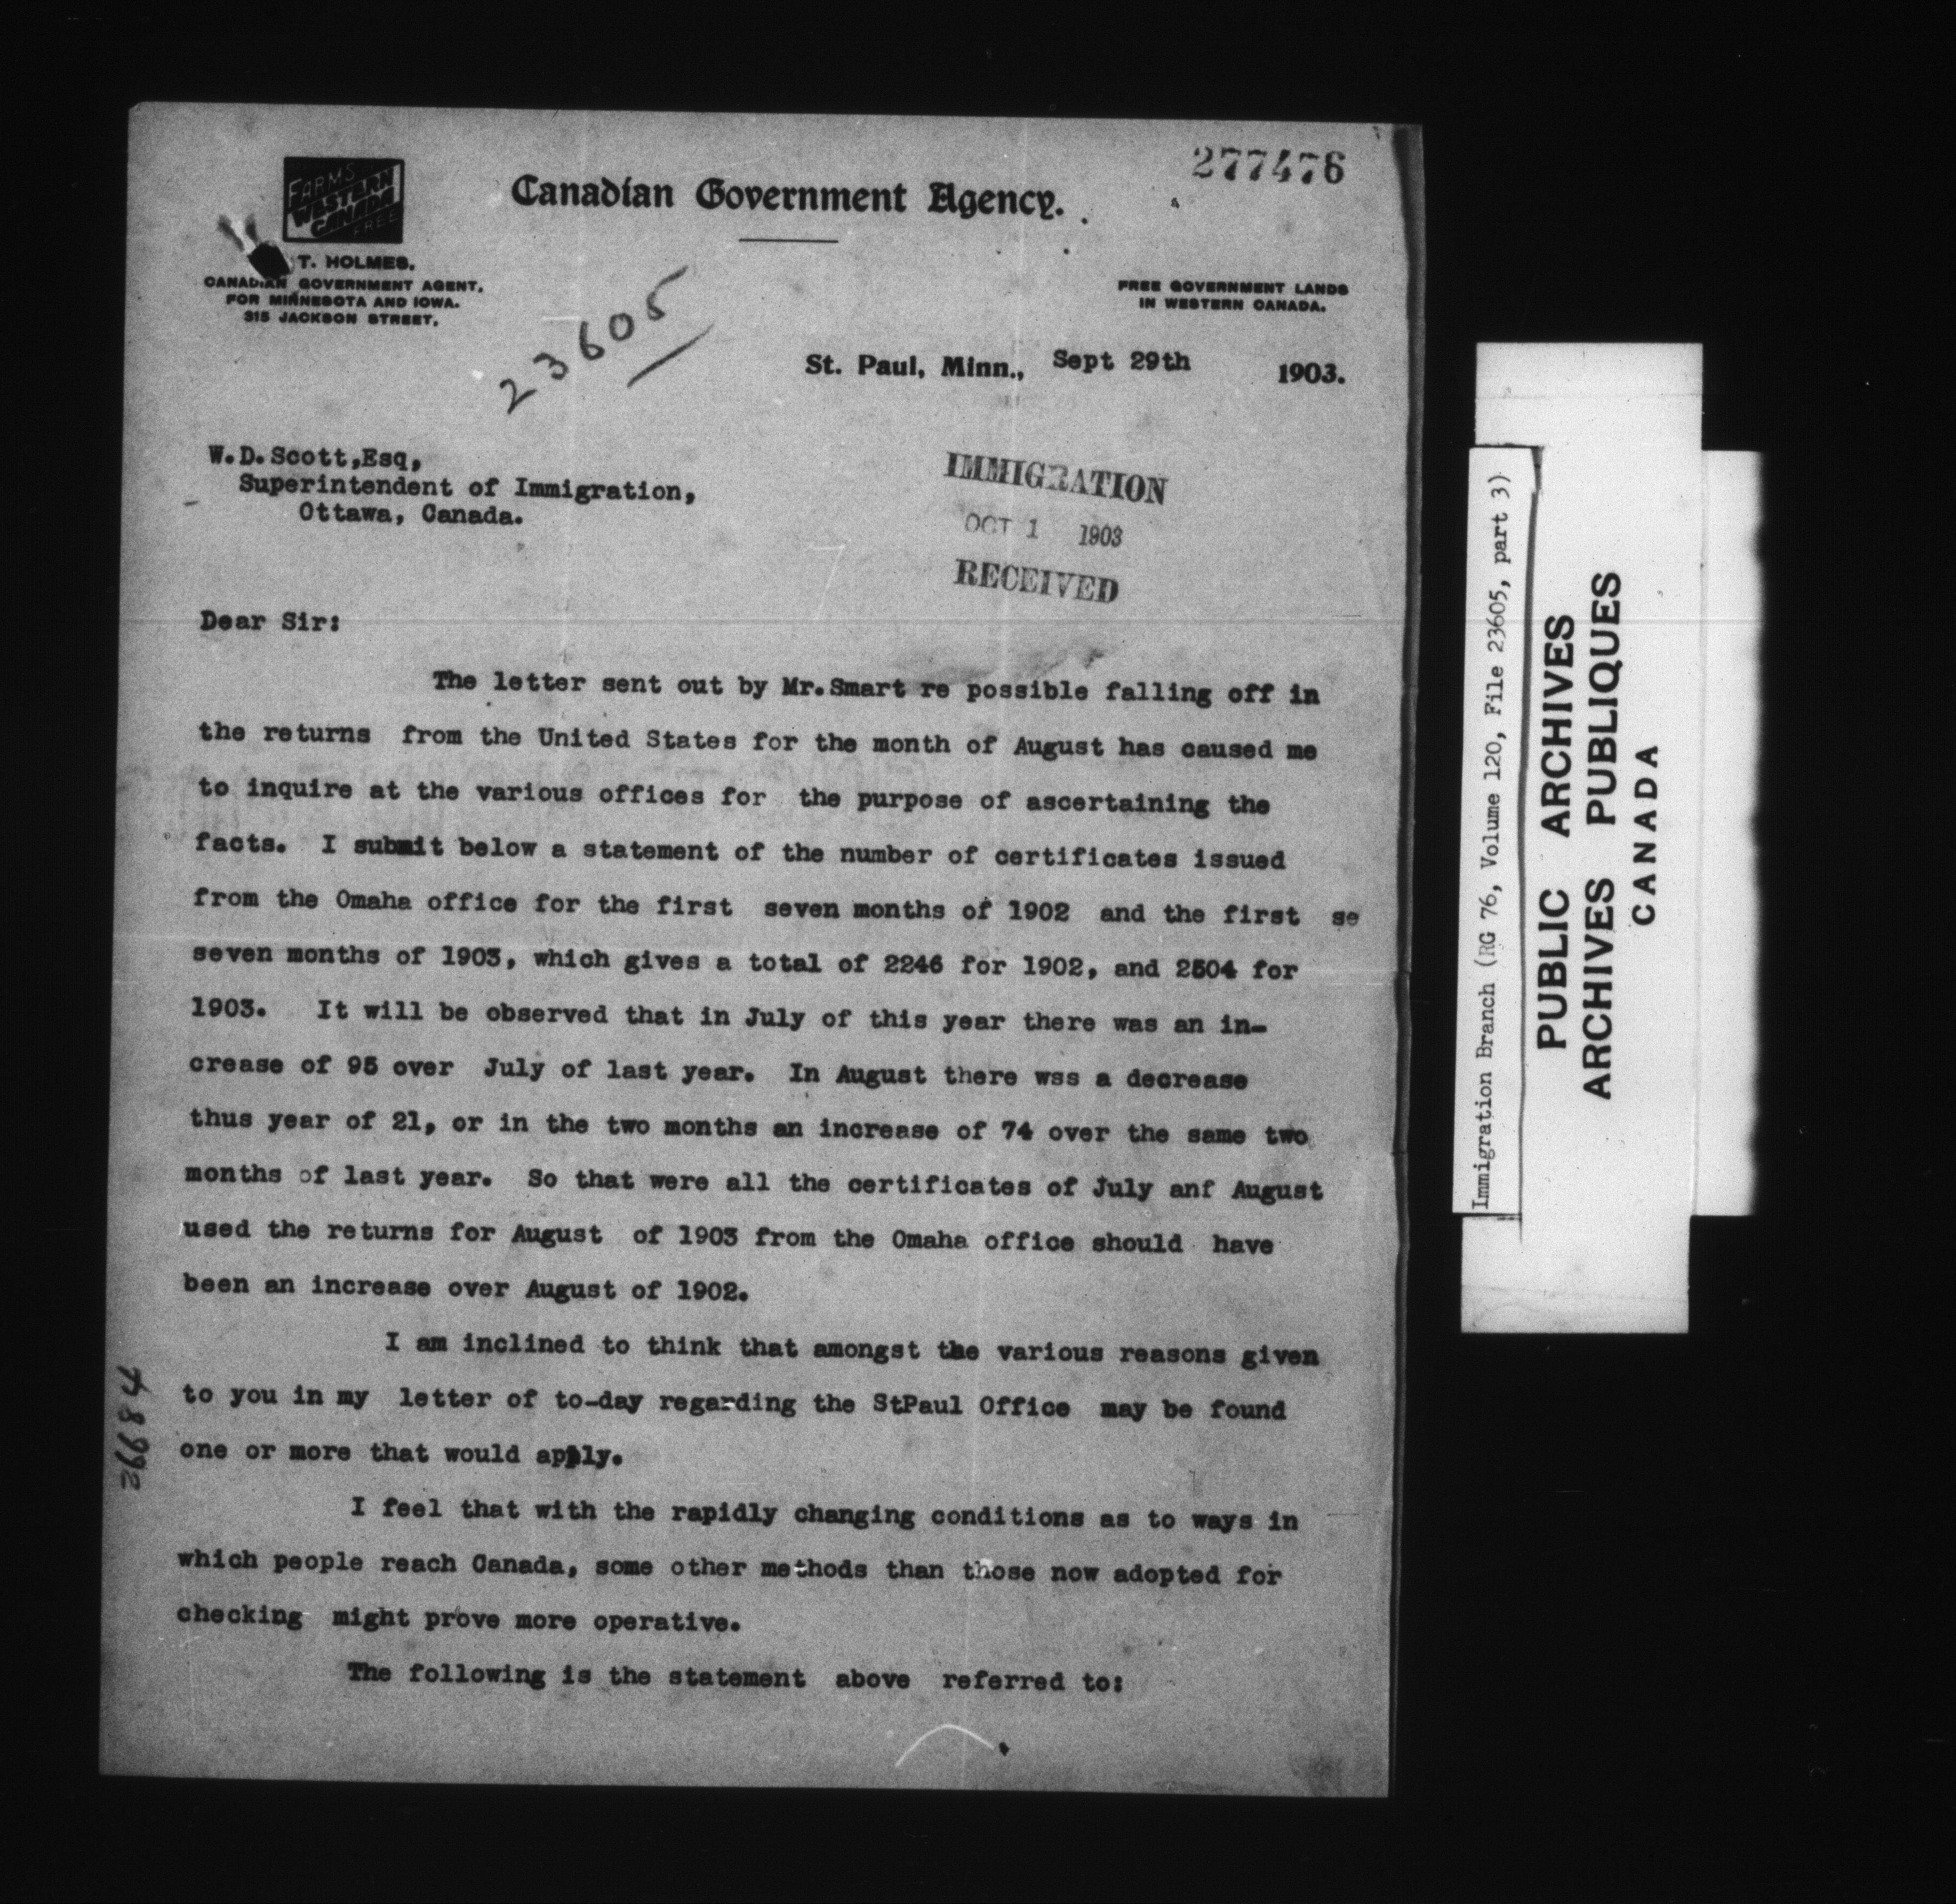 277476
FARMS
WESTERN
CANADA
FREE
Canadian Government Agency.
T. HOLMES,
CANADIAN GOVERNMENT AGENT,
FOR MINNESOTA AND IOWA.
315 JACKSON STREET,
FREE GOVERNMENT LANDS
IN WESTERN CANADA.
23605
St. Paul, Minn., Sept 29th 1903.
W.D.Scott,Esq,
Superintendent of Immigration,
Ottawa, Canada.
IMMIGRATION
OCT 1 1903
RECEIVED
Dear Sir:
The letter sent out by Mr.Smart re possible falling off in
the returns from the United States for the month of August has caused me
to inquire at the various offices for the purpose of ascertaining the
facts. I submit below a statement of the number of certificates issued
from the Omaha office for the first seven months of 1902 and the first se
seven months of 1903, which gives a total of 2246 for 1902, and 2504 for
1903. It will be observed that in July of this year there was an in-
crease of 95 over July of last year. In August there wss a decrease
thus year of 21, or in the two months an increase of 74 over the same two
months of last year. So that were all the certificates of July anf August
used the returns for August of 1903 from the Omaha office should have
been an increase over August of 1902.
I am inclined to think that amongst the various reasons given
to you in my letter of to-day regarding the StPaul Office may be found
one or more that would apply.
I feel that with the rapidly changing conditions as to ways in
which people reach Canada, some other methods than those now adopted for
checking might prove more operative.
The following is the statement above referred to:
Immigration Branch (RG 76, Volume 120, File 23605, part 3)
PUBLIC ARCHIVES
ARCHIVES PUBLIQUES
CANADA